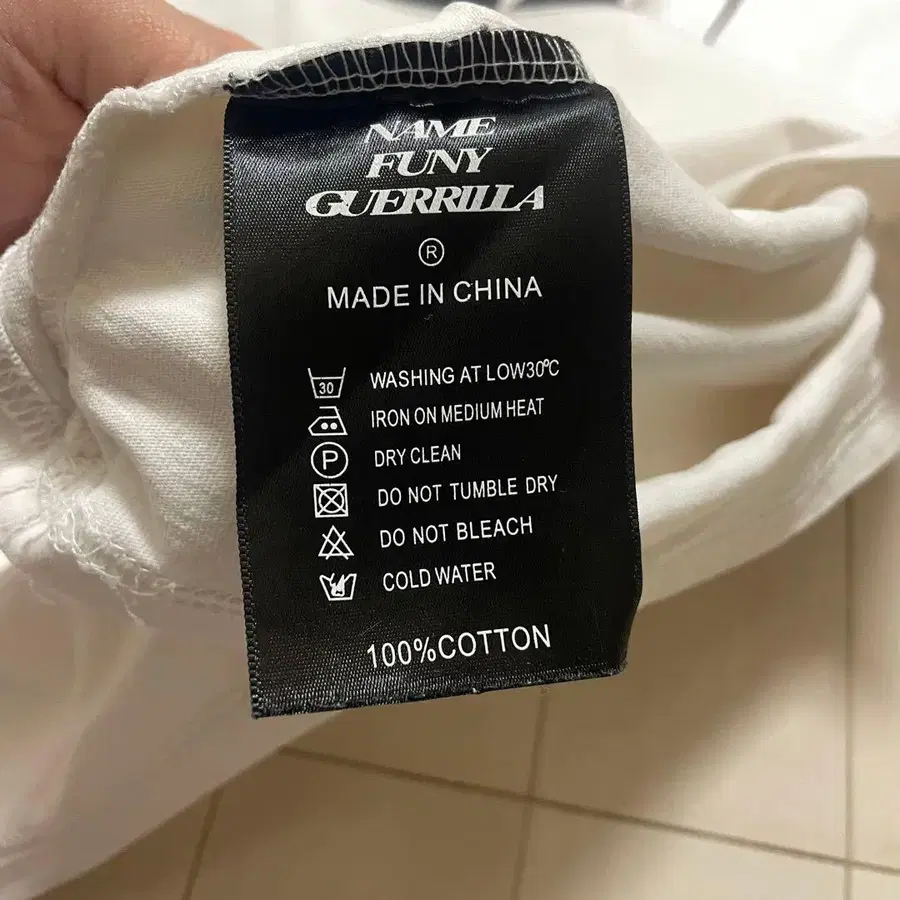 NAME
FUNY
GUERRILLA
®
MADE IN CHINA
30 WASHING AT LOW30°C
IRON ON MEDIUM HEAT
P DRY CLEAN
DO NOT TUMBLE DRY
DO NOT BLEACH
COLD WATER
100%COTTON